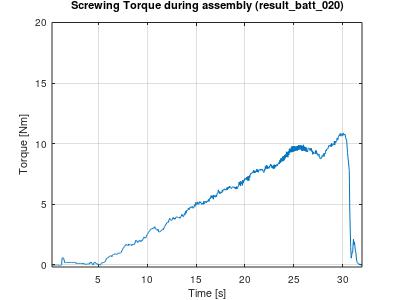 Screwing Torque during assembly (result_batt_020)
20
15
10
5
0
Torque [Nm]
5 10 15 20 25 30
Time [s]